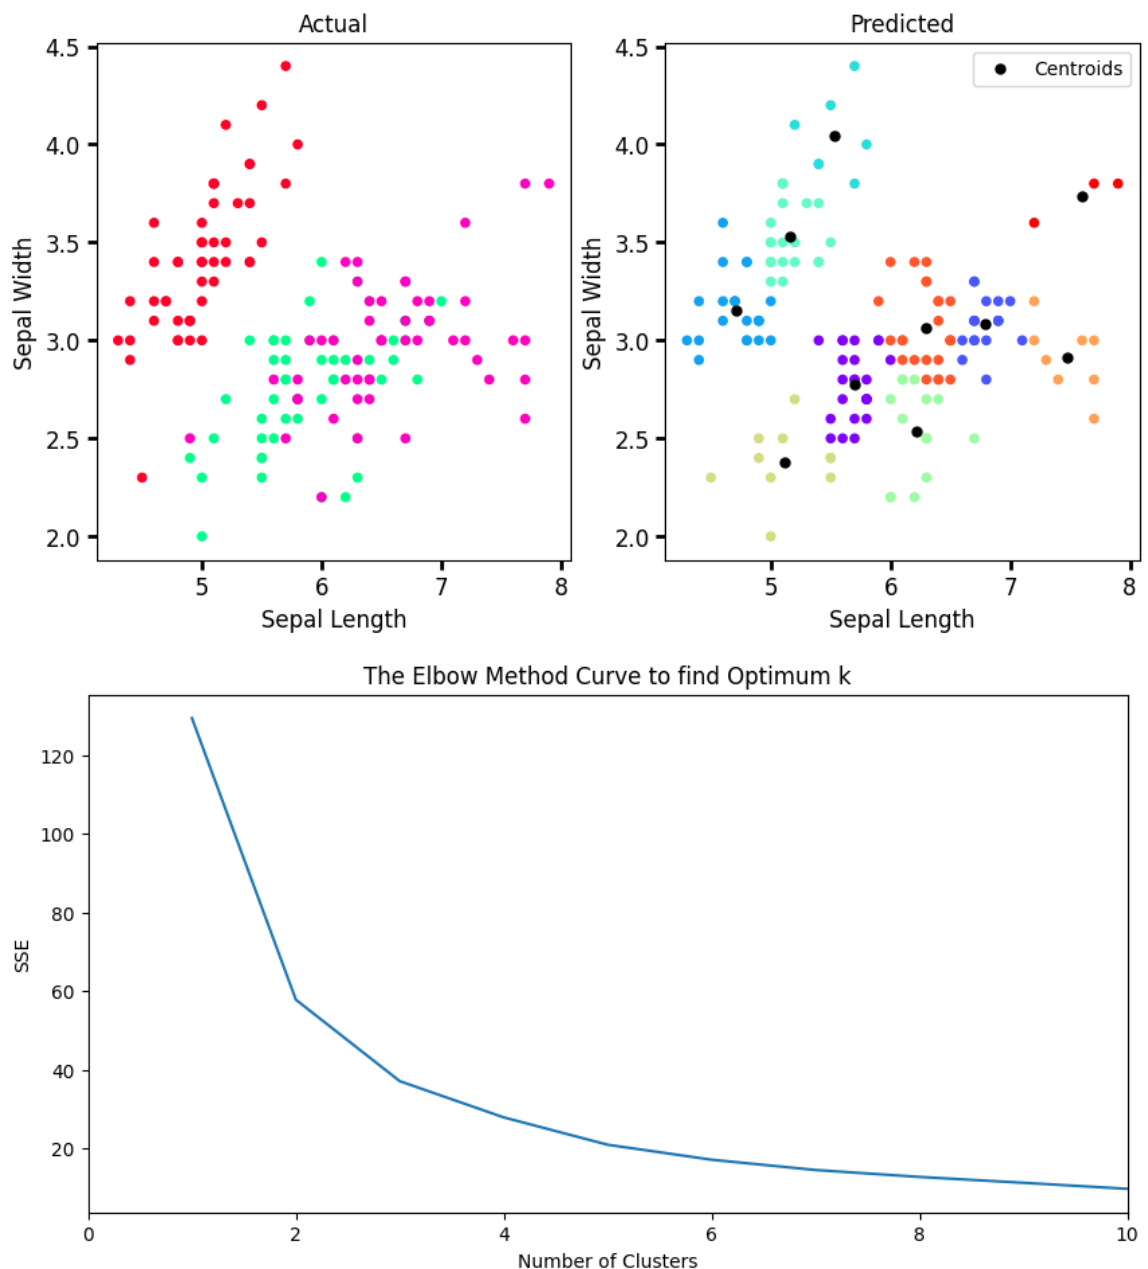 Actual
4.5
4.0
3.5
3.0
2.5
2.0
Sepal Width
5 6 7 8
Sepal Length
Predicted
Centroids
4.5
4.0
3.5
3.0
2.5
2.0
Sepal Width
5 6 7 8
Sepal Length
The Elbow Method Curve to find Optimum k
120
100
80
60
40
20
SSE
0 2 4 6 8 10
Number of Clusters